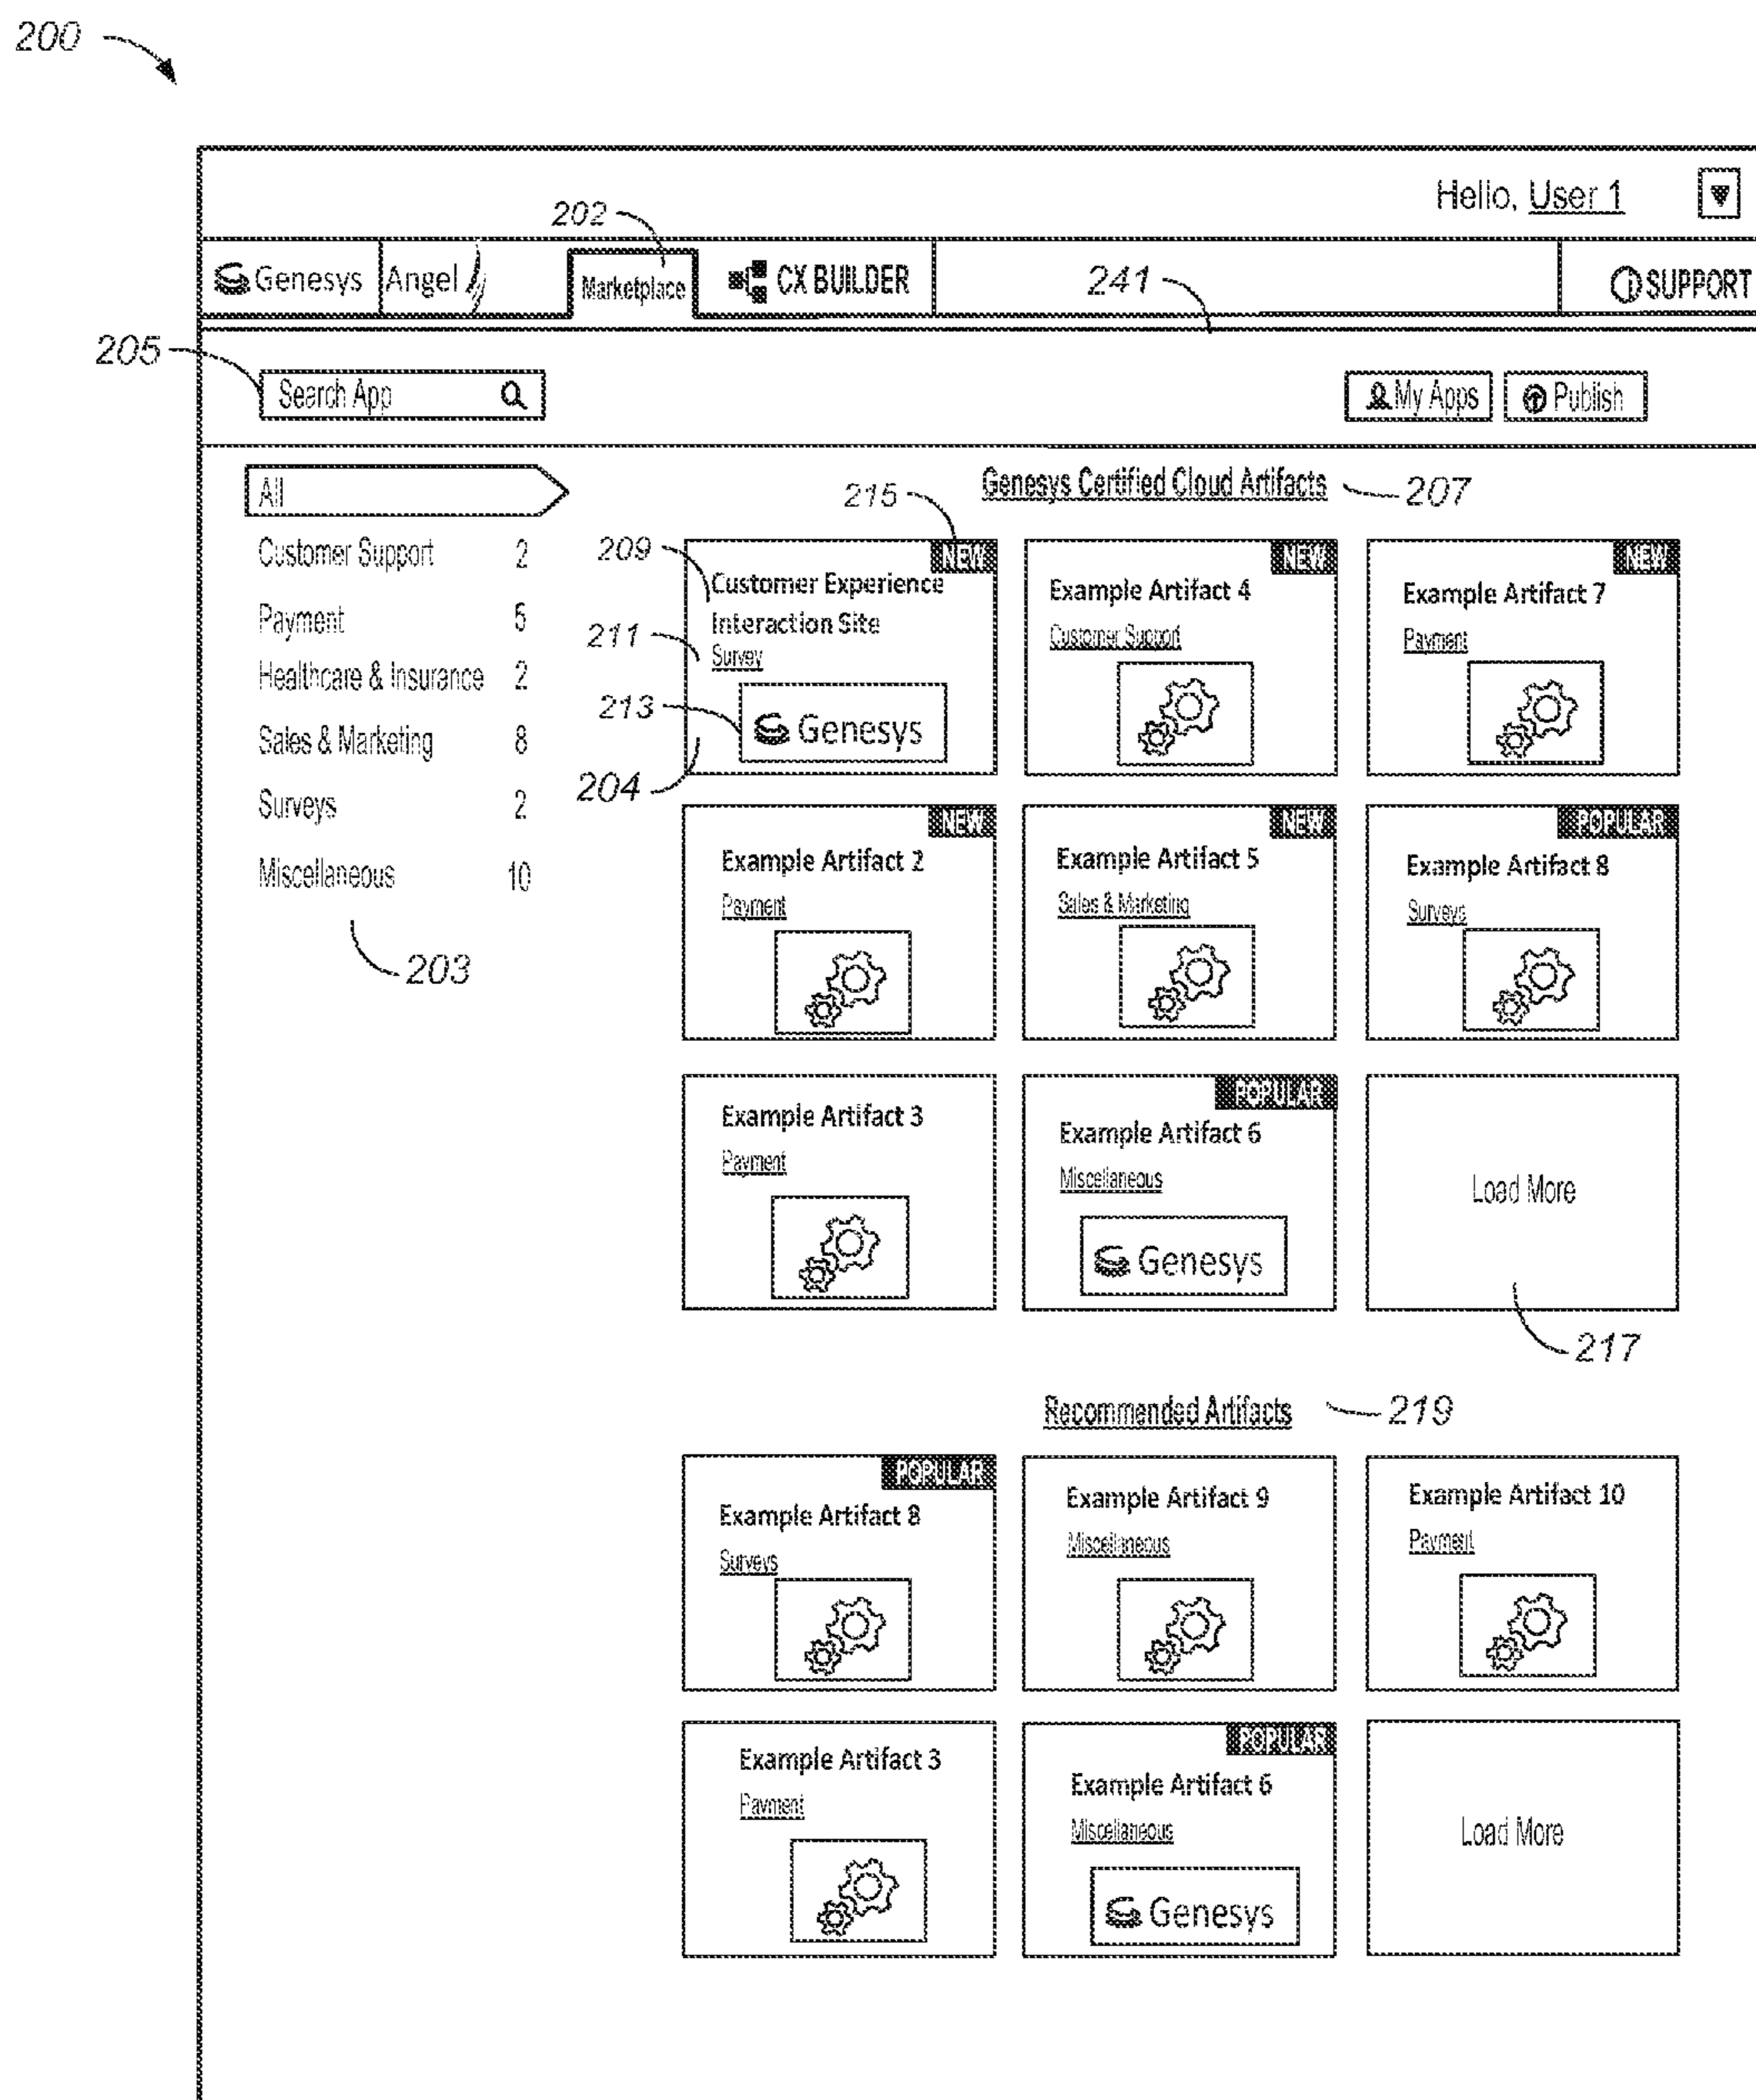 200
Hello, User 1
202
Genesys
Angel
Marketplace
CX BUILDER
241
SUPPORT
205
Search App
My Apps
Publish
All
Customer Support 2
Payment 5
Healthcare & Insurance 2
Sales & Marketing 8
Surveys 2
Miscellaneous 10
203
Genesys Certified Cloud Artifacts
207
215
209
211
213
204
NEW
Customer Experience
Interaction Site
Survey
Genesys
NEW
Example Artifact 4
Customer Support
NEW
Example Artifact 7
Payment
NEW
Example Artifact 2
Payment
NEW
Example Artifact 5
Sales & Marketing
POPULAR
Example Artifact 8
Surveys
Example Artifact 3
Payment
POPULAR
Example Artifact 6
Miscellaneous
Genesys
Load More
217
Recommended Artifacts
219
POPULAR
Example Artifact 8
Surveys
Example Artifact 9
Miscellaneous
Example Artifact 10
Payment
Example Artifact 3
Payment
POPULAR
Example Artifact 6
Miscellaneous
Genesys
Load More